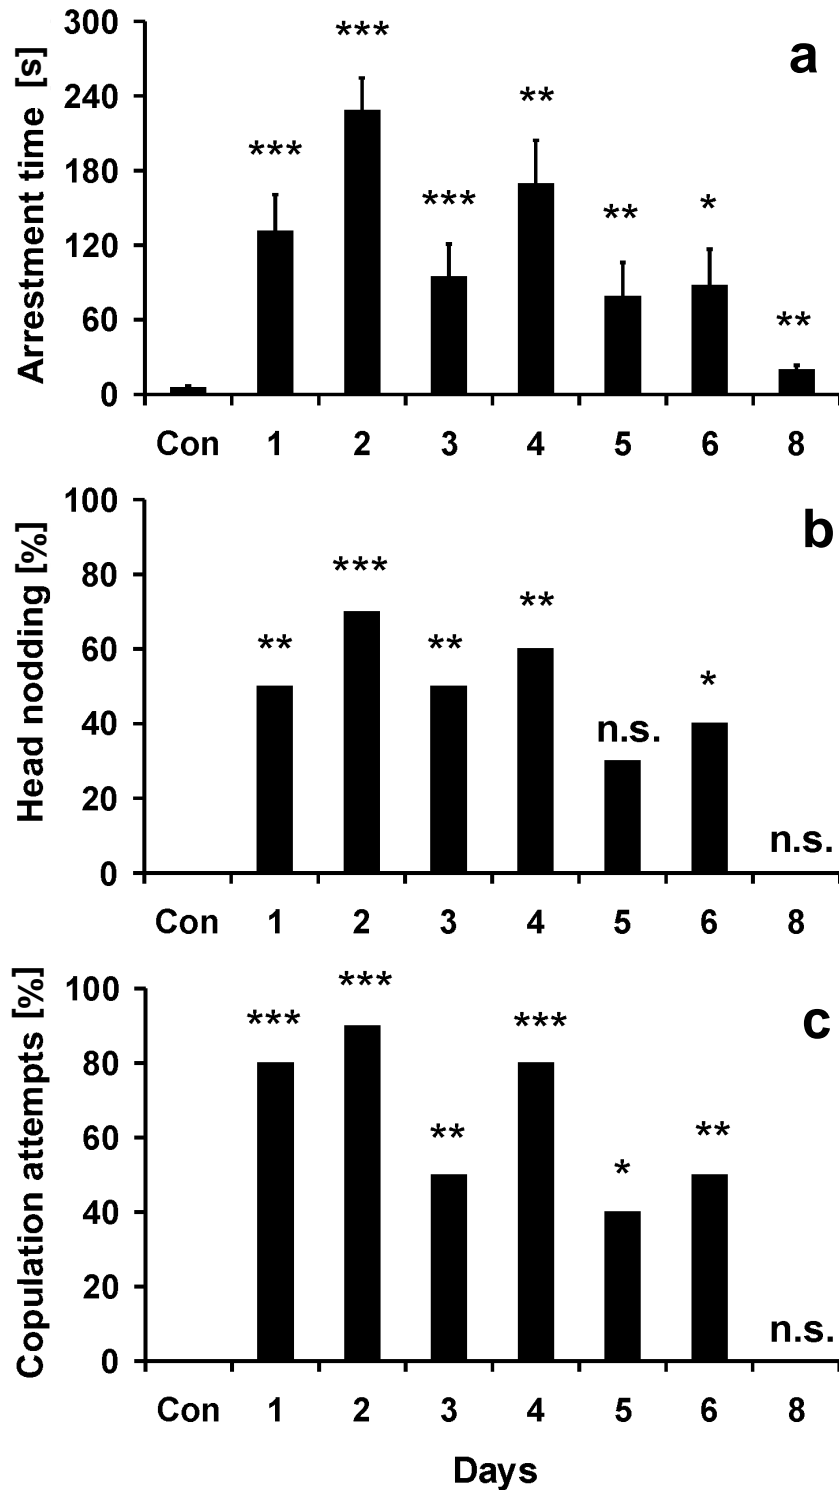 a
Arrestment time [s]
300
240
180
120
60
0
***
***
***
**
**
*
**
Con 1 2 3 4 5 6 8
b
Head nodding [%]
100
80
60
40
20
0
**
***
**
**
n.s.
*
n.s.
Con 1 2 3 4 5 6 8
c
Copulation attempts [%]
100
80
60
40
20
0
***
***
**
***
*
**
n.s.
Con 1 2 3 4 5 6 8
Days